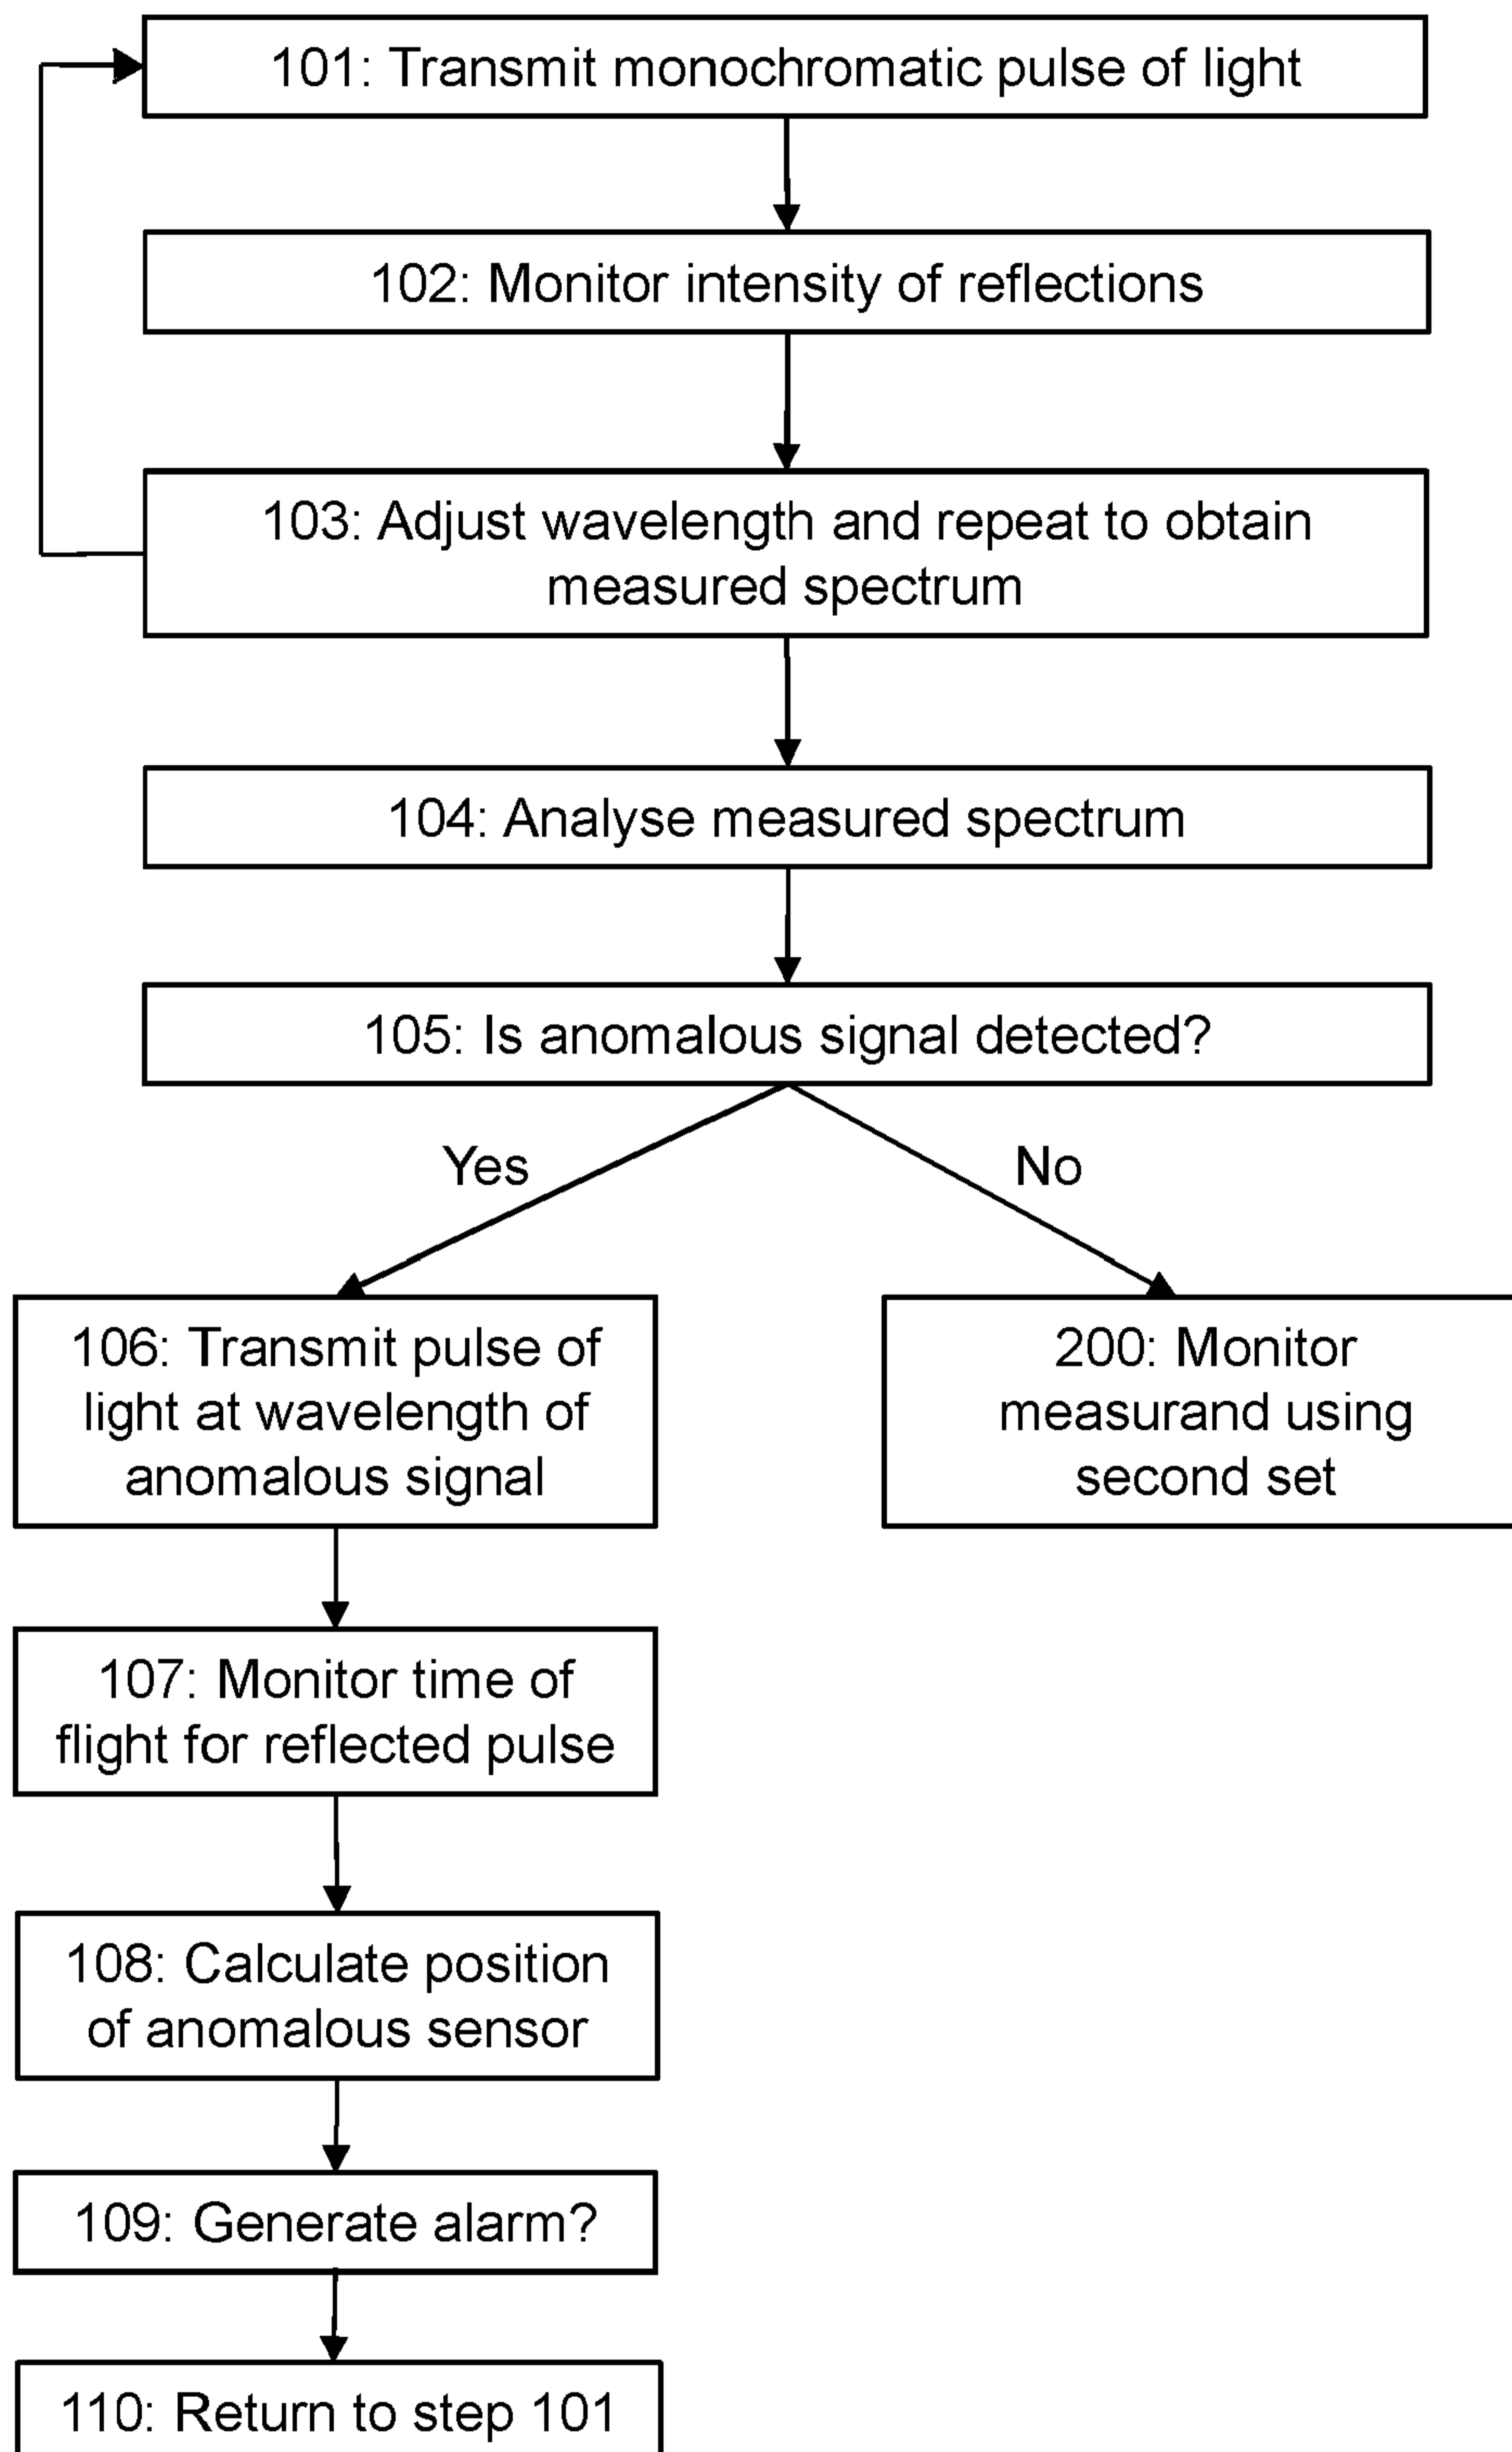 101: Transmit monochromatic pulse of light
102: Monitor intensity of reflections
103: Adjust wavelength and repeat to obtain
measured spectrum
104: Analyse measured spectrum
105: Is anomalous signal detected?
Yes
No
106: Transmit pulse of
light at wavelength of
anomalous signal
200: Monitor
measurand using
second set
107: Monitor time of
flight for reflected pulse
108: Calculate position
of anomalous sensor
109: Generate alarm?
110: Return to step 101